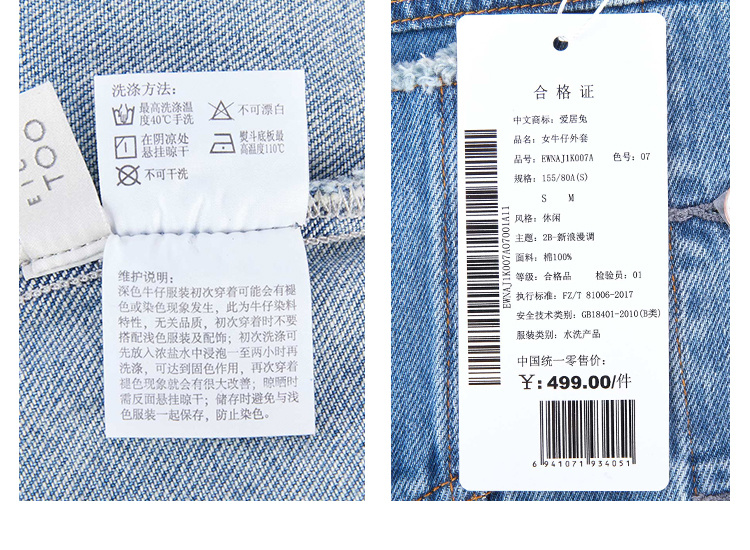 TOO
洗涤方法:
最高洗涤温
度40℃手洗
不可漂白
在阴凉处
悬挂晾干
熨斗底板最
高温度110℃
不可干洗
维护说明:
深色牛仔服装初次穿着可能会有褪
色或染色现象发生，此为牛仔染料
特性，无关品质，初次穿着时不要
搭配浅色服装及配饰；初次洗涤可
先放入浓盐水中浸泡一至两小时再
洗涤，可达到固色作用，再次穿着
褪色现象就会有很大改善；晾晒时
需反面悬挂晾干；储存时避免与浅
色服装一起保存，防止染色。
合格证
中文商标：爱居兔
品名：女牛仔外套
品号：EWNAJ1K007A 色号：07
规格：155/80A(S)
S M
风格：休闲
主题：2B-新浪漫调
面料：棉100%
等级：合格品 检验员：01
执行标准：FZ/T 81006-2017
安全技术类别：GB18401-2010(B类)
服装类别：水洗产品
中国统一零售价：
¥: 499.00/件
6 941071 934051
EWNAJ1K007A07001A11